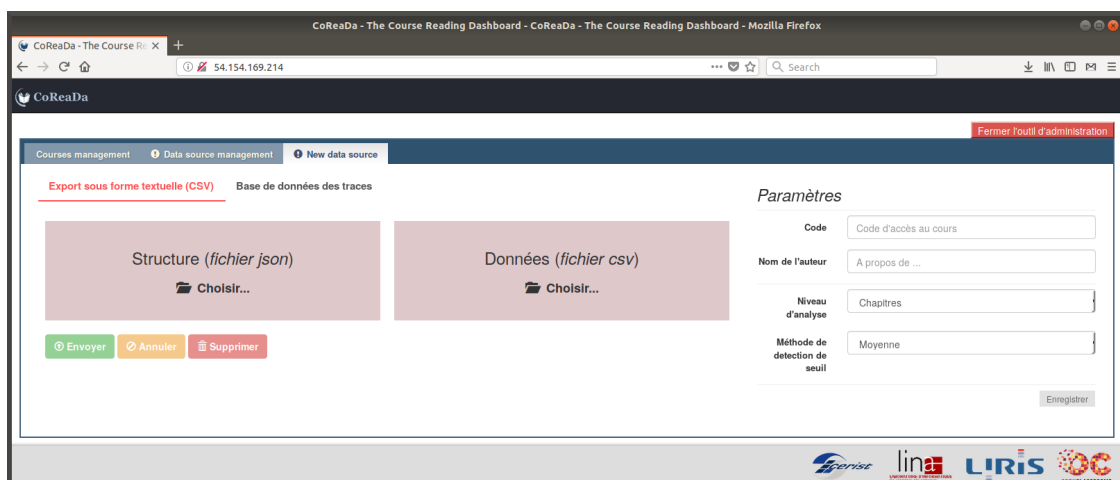 CoReaDa - The Course Reading Dashboard - CoReaDa - The Course Reading Dashboard - Mozilla Firefox
CoReaDa - The Course Re
54.154.169.214
Search
CoReaDa
Fermer l'outil d'administration
Courses management Data source management New data source
Export sous forme textuelle (CSV) Base de données des traces
Paramètres
Code Code d'accès au cours
Structure (fichier json) Données (fichier csv)
Nom de l'auteur A propos de ...
Choisir... Choisir...
Niveau d'analyse Chapitres
Envoyer Annuler Supprimer
Méthode de detection de seuil Moyenne
Enregistrer
cerist lina LIRIS OC